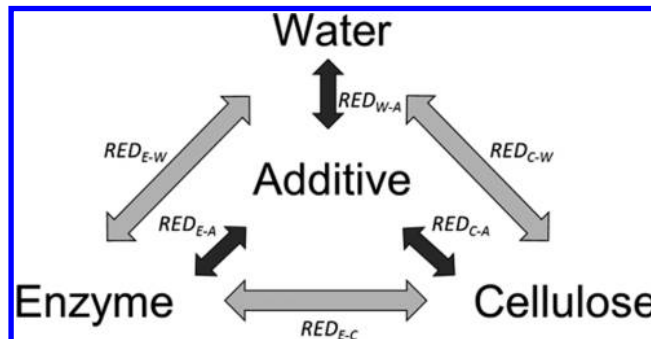 Water
RED_W-A
RED_E-W
RED_C-W
Additive
RED_E-A
RED_C-A
Enzyme
Cellulose
RED_E-C